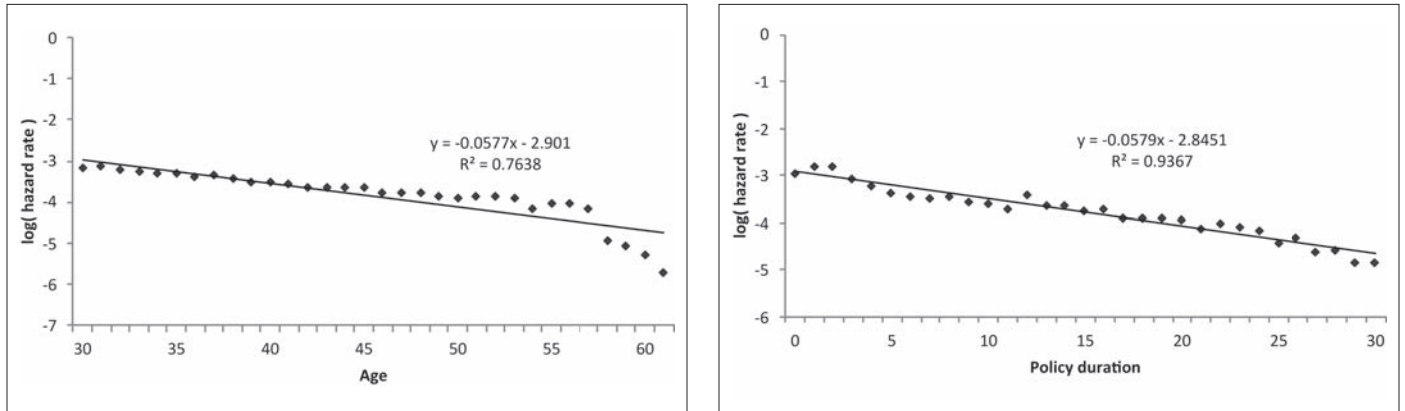 0
-1
-2
-3
-4
-5
-6
-7
log( hazard rate )
y = -0.0577x - 2.901
R² = 0.7638
30 35 40 45 50 55 60
Age
0
-1
-2
-3
-4
-5
-6
log( hazard rate )
y = -0.0579x - 2.8451
R² = 0.9367
0 5 10 15 20 25 30
Policy duration